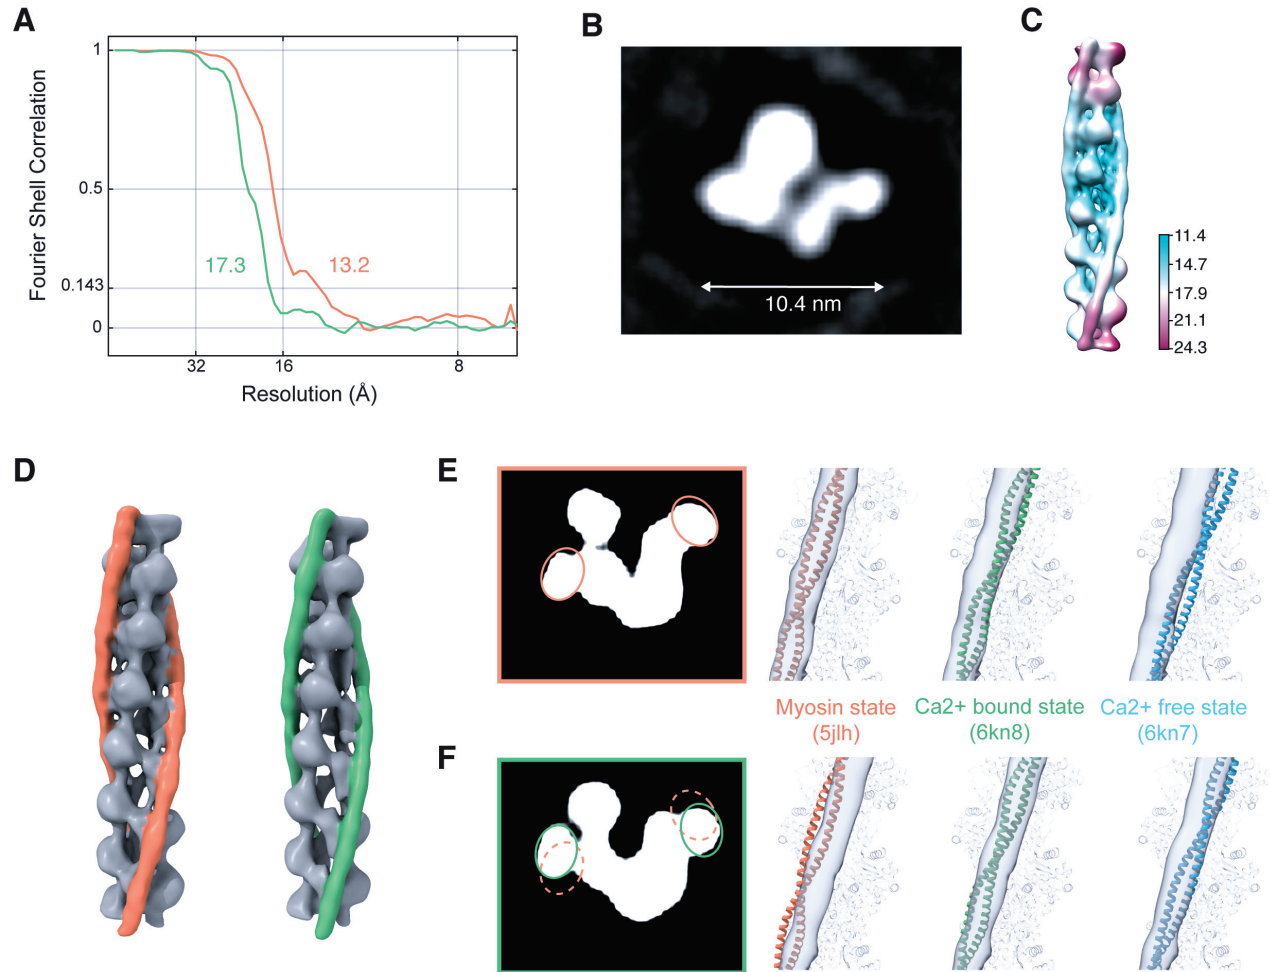 A
Fourier Shell Correlation
1
0.5
0.143
0
17.3
13.2
32
16
8
Resolution (Å)
B
10.4 nm
C
11.4
14.7
17.9
21.1
24.3
D
E
Myosin state
(5jlh)
Ca2+ bound state
(6kn8)
Ca2+ free state
(6kn7)
F